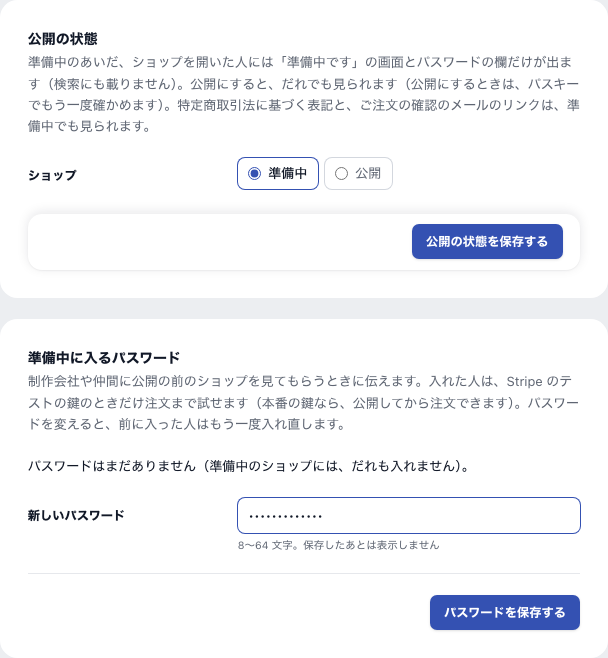 公開の状態
準備中のあいだ、ショップを開いた人には「準備中です」の画面とパスワードの欄だけが出ま
す（検索にも載りません）。公開にすると、だれでも見られます（公開にするときは、パスキー
でもう一度確かめます）。特定商取引法に基づく表記と、ご注文の確認のメールのリンクは、準
備中でも見られます。
ショップ
準備中
公開
公開の状態を保存する
準備中に入るパスワード
制作会社や仲間に公開の前のショップを見てもらうときに伝えます。入れた人は、Stripe のテ
ストの鍵のときだけ注文まで試せます（本番の鍵なら、公開してから注文できます）。パスワー
ドを変えると、前に入った人はもう一度入れ直します。
パスワードはまだありません（準備中のショップには、だれも入れません）。
新しいパスワード
•••••••••••••
8〜64 文字。保存したあとは表示しません
パスワードを保存する